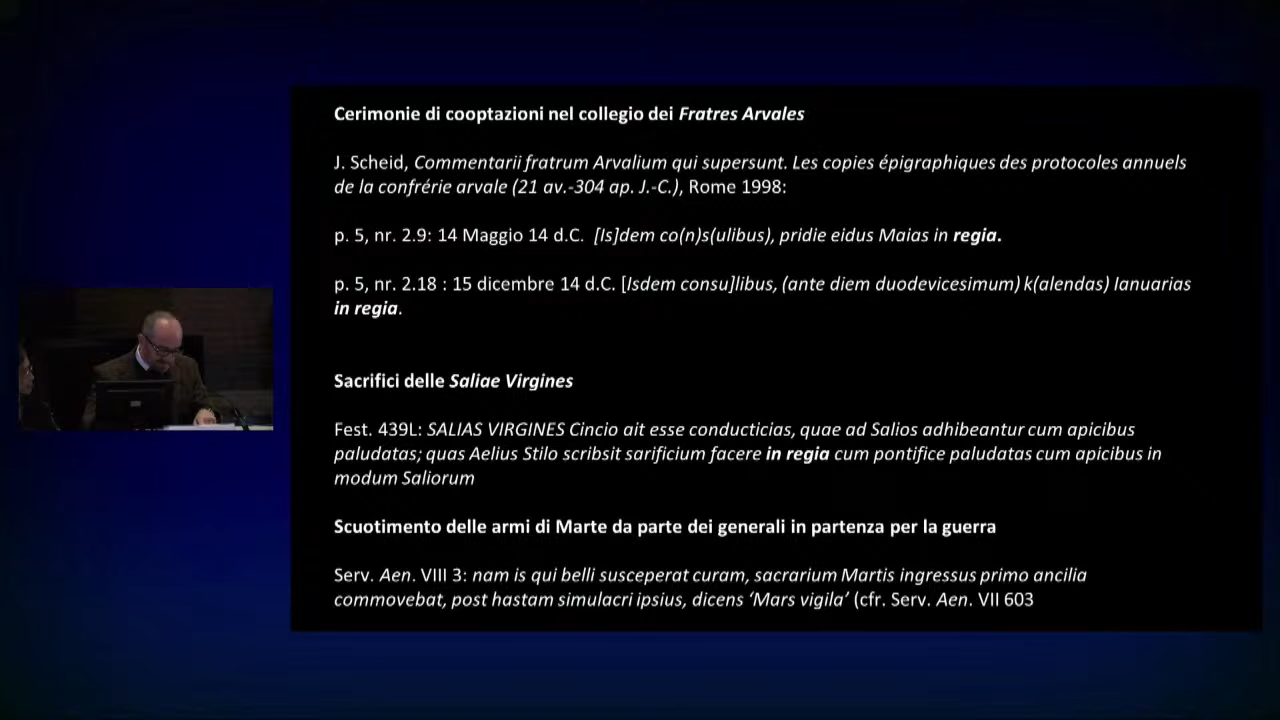 Cerimonie di cooptazioni nel collegio dei Fratres Arvales
J. Scheid, Commentarii fratrum Arvalium qui supersunt. Les copies épigraphiques des protocoles annuels
de la confrérie arvale (21 av.-304 ap. J.-C.), Rome 1998:
p. 5, nr. 2.9: 14 Maggio 14 d.C. [Is]dem co(n)s(ulibus), pridie eidus Maias in regia.
p. 5, nr. 2.18 : 15 dicembre 14 d.C. [Isdem consu]libus, (ante diem duodevicesimum) k(alendas) Ianuarias
in regia.
Sacrifici delle Saliae Virgines
Fest. 439L: SALIAS VIRGINES Cincio ait esse conducticias, quae ad Salios adhibeantur cum apicibus
paludatas; quas Aelius Stilo scribsit sarificium facere in regia cum pontifice paludatas cum apicibus in
modum Saliorum
Scuotimento delle armi di Marte da parte dei generali in partenza per la guerra
Serv. Aen. VIII 3: nam is qui belli susceperat curam, sacrarium Martis ingressus primo ancilia
commovebat, post hastam simulacri ipsius, dicens ‘Mars vigila’ (cfr. Serv. Aen. VII 603